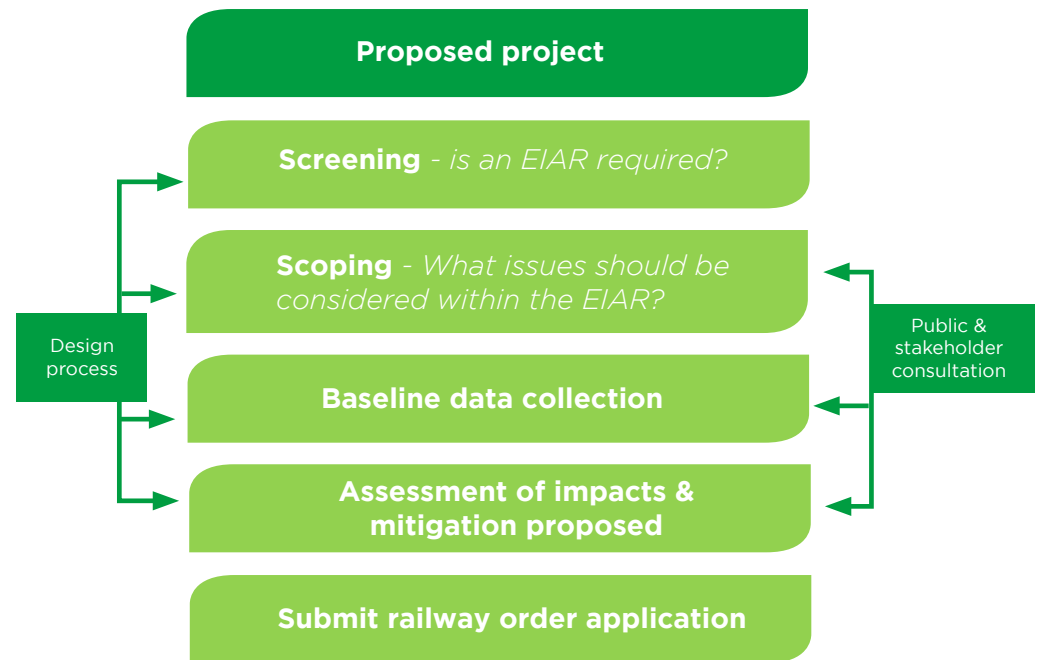 Proposed project
Screening - is an EIAR required?
Scoping - What issues should be
considered within the EIAR?
Design
process
Public &
stakeholder
consultation
Baseline data collection
Assessment of impacts &
mitigation proposed
Submit railway order application